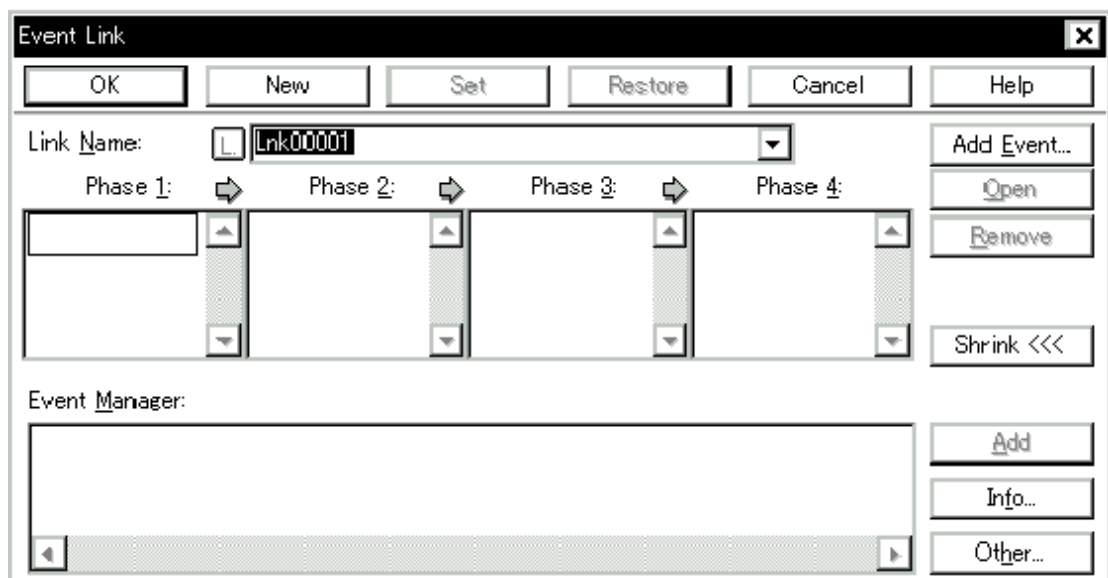 Event Link
OK New Set Restore Cancel Help
Link Name: L. Lnk00001 Add Event...
Phase 1: Phase 2: Phase 3: Phase 4: Open
Remove
Shrink <<<
Event Manager:
Add
Info...
Other...